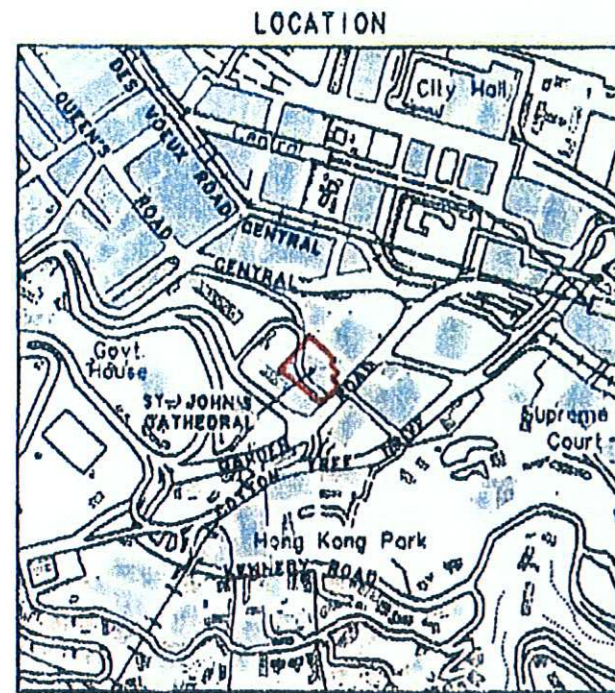 LOCATION
City Hall
DES VOEUX ROAD CENTRAL
QUEEN'S ROAD CENTRAL
Govt.
House
ST JOHN'S
CATHEDRAL
GARDEN ROAD
COTTON TREE DRIVE
Supreme
Court
Hong Kong Park
KENNEDY ROAD